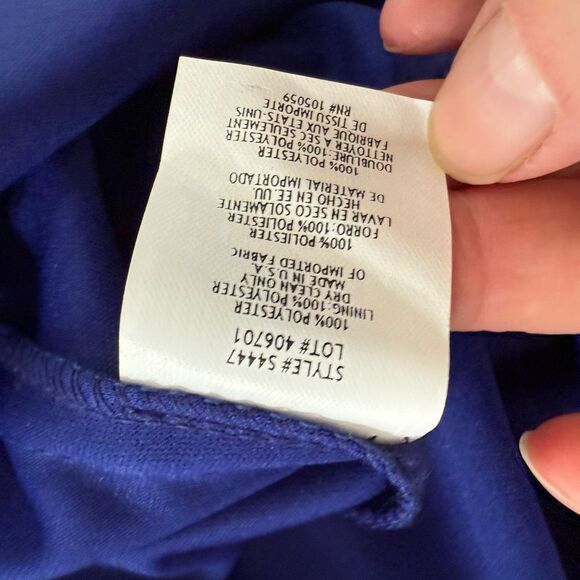 STYLE# S4447
LOT# 406701
100% POLYESTER
LINING: 100% POLYESTER
DRY CLEAN ONLY
MADE IN U.S.A.
OF IMPORTED FABRIC
100% POLIESTER
FORRO: 100% POLIESTER
LAVAR EN SECO SOLAMENTE
HECHO EN EE.UU.
DE MATERIAL IMPORTADO
100% POLYESTER
DOUBLURE: 100% POLYESTER
NETTOYER A SEC SEULEMENT
FABRIQUE AUX ETATS-UNIS
DE TISSU IMPORTE
RN# 105059